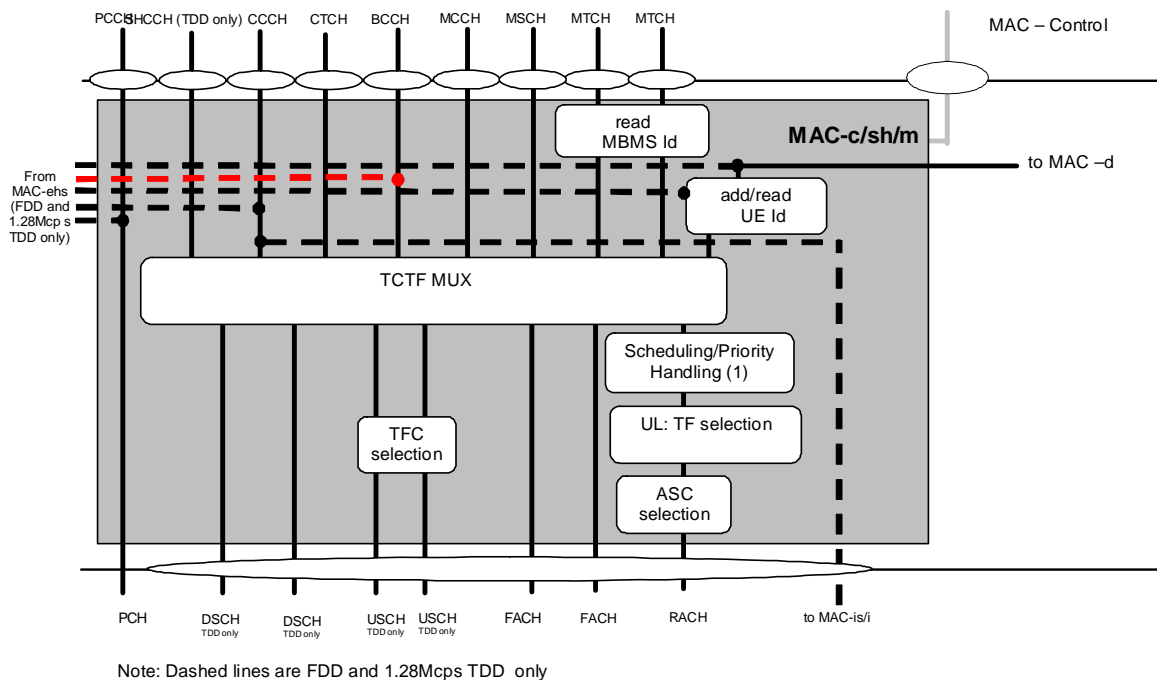 PCCH SHCCH (TDD only) CCCH CTCH BCCH MCCH MSCH MTCH MTCH
MAC – Control
read
MBMS Id
MAC-c/sh/m
to MAC –d
From
MAC-ehs
(FDD and
1.28Mcp s
TDD only)
add/read
UE Id
TCTF MUX
Scheduling/Priority
Handling (1)
UL: TF selection
TFC
selection
ASC
selection
PCH DSCH DSCH USCH USCH FACH FACH RACH to MAC-is/i
TDD only TDD only TDD only TDD only
Note: Dashed lines are FDD and 1.28Mcps TDD only